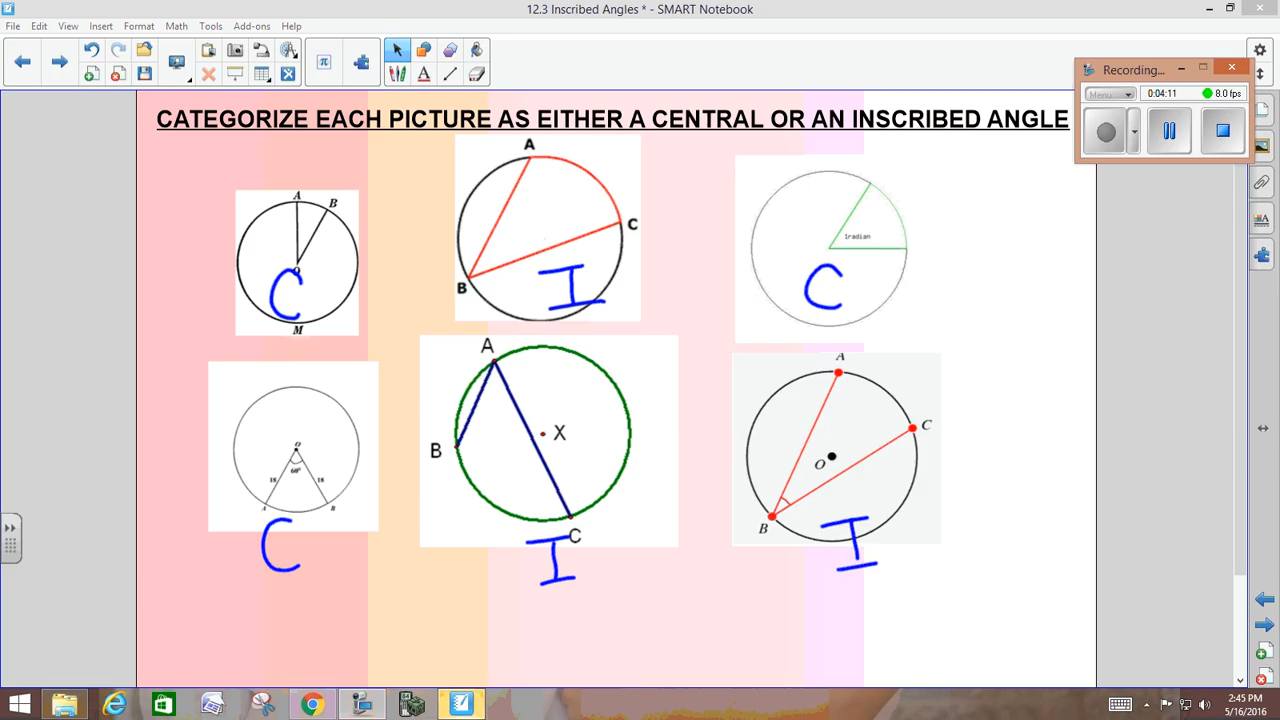 12.3 Inscribed Angles * - SMART Notebook
File Edit View Insert Format Math Tools Add-ons Help
Recording...
Menu 0:04:11 8.0 fps
CATEGORIZE EACH PICTURE AS EITHER A CENTRAL OR AN INSCRIBED ANGLE
A
B
O
C
M
A
C
B
I
1radian
C
O
60°
18 18
A B
C
A
X
B
C
I
A
C
O
B
I
2:45 PM
5/16/2016